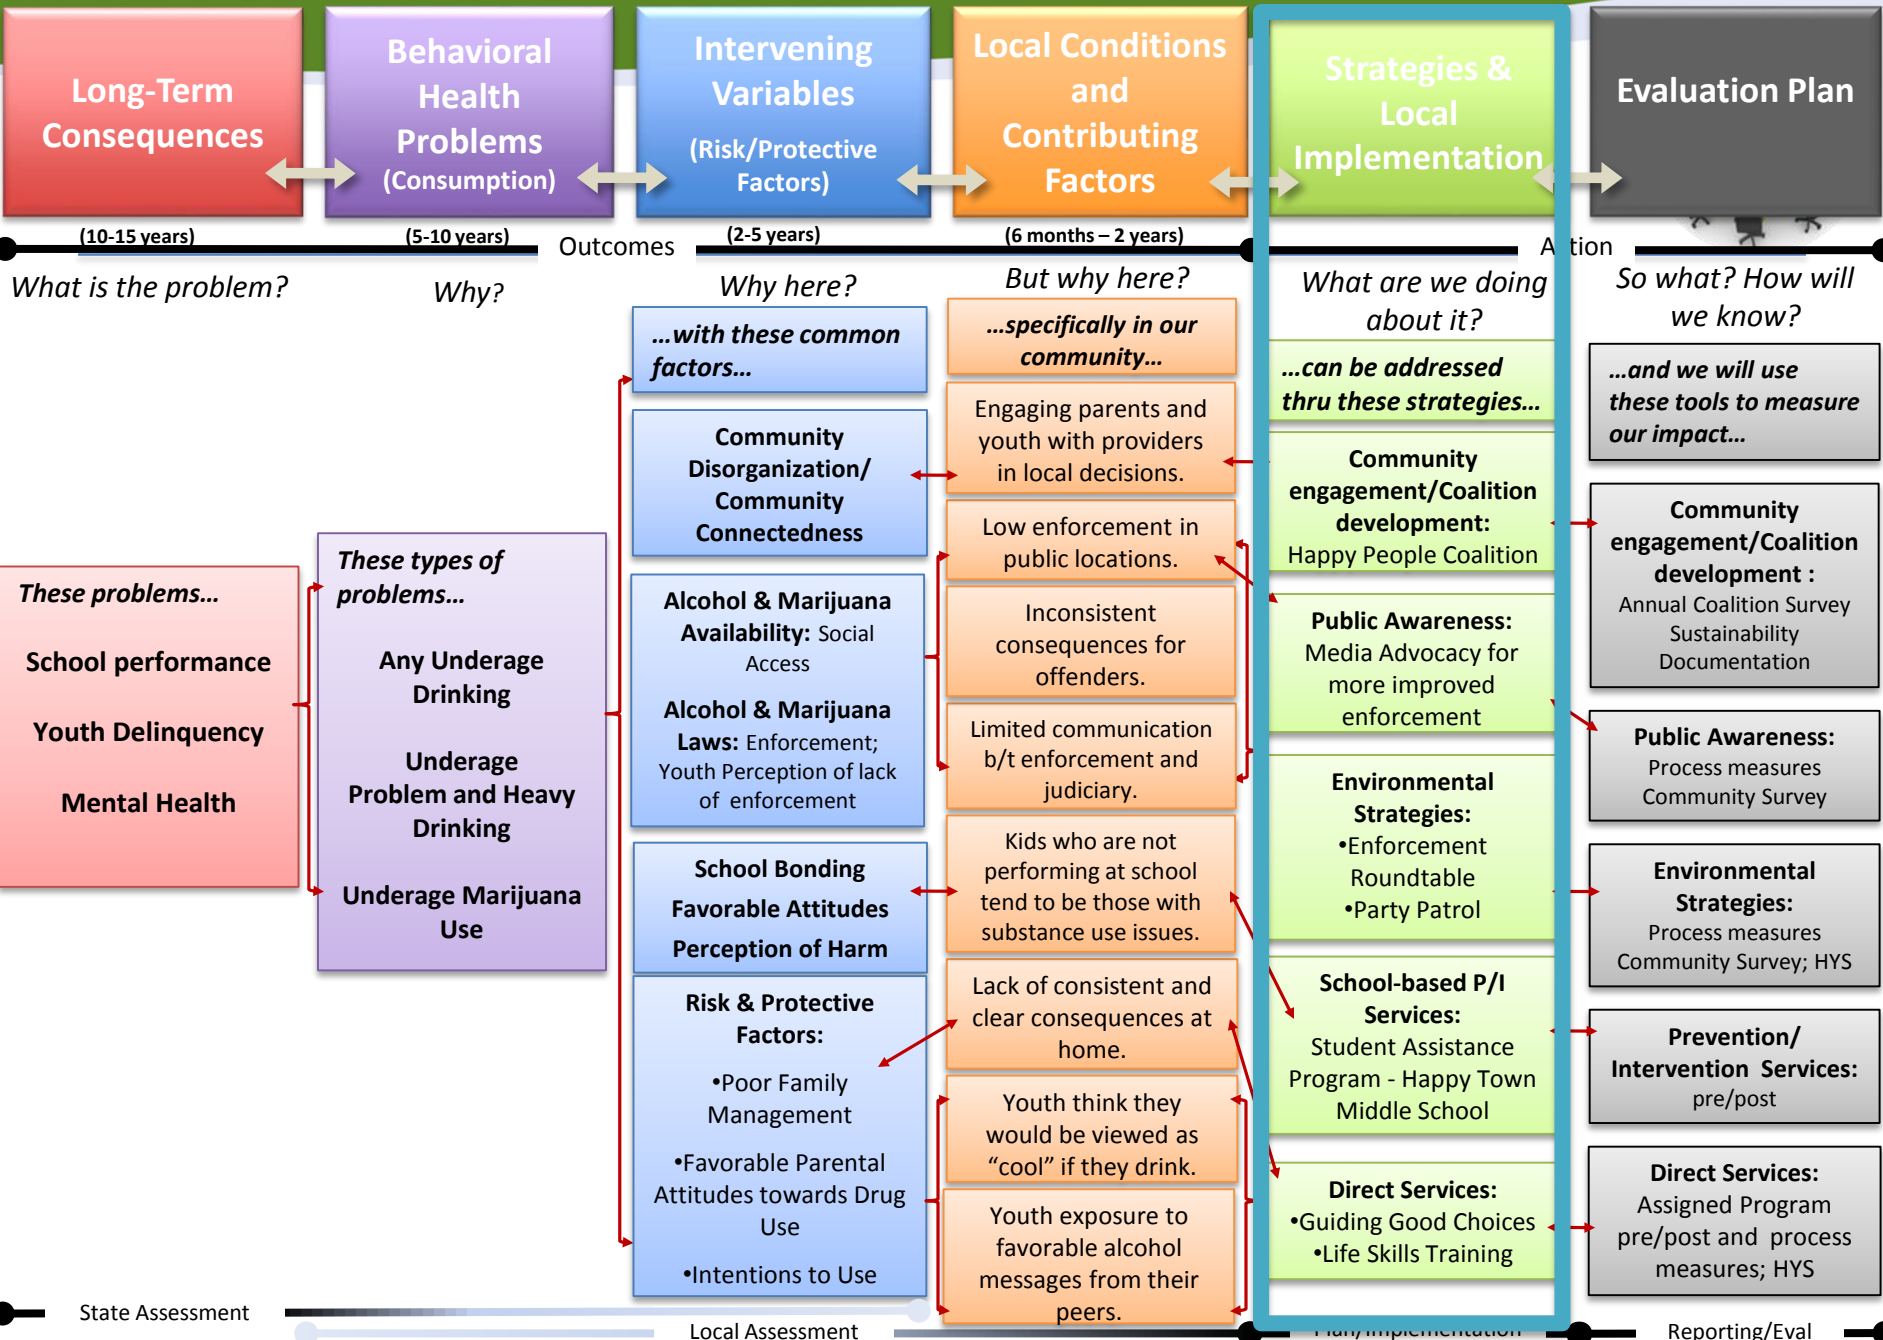 Long-Term
Consequences
Behavioral
Health
Problems
(Consumption)
Intervening
Variables
(Risk/Protective
Factors)
Local Conditions
and
Contributing
Factors
Strategies &
Local
Implementation
Evaluation Plan
(10-15 years)
(5-10 years)
(2-5 years)
(6 months – 2 years)
Outcomes
Action
What is the problem?
Why?
Why here?
But why here?
What are we doing
about it?
So what? How will
we know?
These problems...
School performance
Youth Delinquency
Mental Health
These types of
problems...
Any Underage
Drinking
Underage
Problem and Heavy
Drinking
Underage Marijuana
Use
...with these common
factors...
Community
Disorganization/
Community
Connectedness
Alcohol & Marijuana
Availability: Social
Access
Alcohol & Marijuana
Laws: Enforcement;
Youth Perception of lack
of enforcement
School Bonding
Favorable Attitudes
Perception of Harm
Risk & Protective
Factors:
•Poor Family
Management
•Favorable Parental
Attitudes towards Drug
Use
•Intentions to Use
...specifically in our
community...
Engaging parents and
youth with providers
in local decisions.
Low enforcement in
public locations.
Inconsistent
consequences for
offenders.
Limited communication
b/t enforcement and
judiciary.
Kids who are not
performing at school
tend to be those with
substance use issues.
Lack of consistent and
clear consequences at
home.
Youth think they
would be viewed as
“cool” if they drink.
Youth exposure to
favorable alcohol
messages from their
peers.
...can be addressed
thru these strategies...
Community
engagement/Coalition
development:
Happy People Coalition
Public Awareness:
Media Advocacy for
more improved
enforcement
Environmental
Strategies:
•Enforcement
Roundtable
•Party Patrol
School-based P/I
Services:
Student Assistance
Program - Happy Town
Middle School
Direct Services:
•Guiding Good Choices
•Life Skills Training
...and we will use
these tools to measure
our impact...
Community
engagement/Coalition
development :
Annual Coalition Survey
Sustainability
Documentation
Public Awareness:
Process measures
Community Survey
Environmental
Strategies:
Process measures
Community Survey; HYS
Prevention/
Intervention Services:
pre/post
Direct Services:
Assigned Program
pre/post and process
measures; HYS
State Assessment
Local Assessment
Plan/Implementation
Reporting/Eval